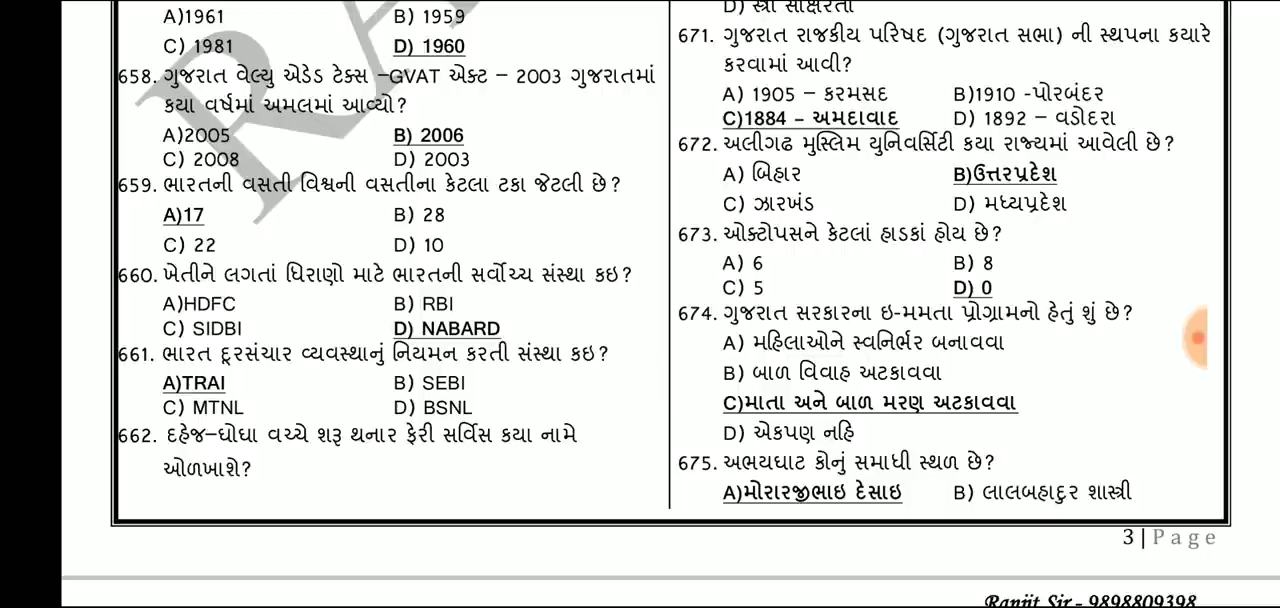 A)1961 B) 1959
C) 1981 D) 1960
658. ગુજરાત વેલ્યુ એડેડ ટેક્સ –GVAT એક્ટ – 2003 ગુજરાતમાં
કયા વર્ષમાં અમલમાં આવ્યો?
A)2005 B) 2006
C) 2008 D) 2003
659. ભારતની વસતી વિશ્વની વસતીના કેટલા ટકા જેટલી છે?
A)17 B) 28
C) 22 D) 10
660. ખેતીને લગતાં ધિરાણો માટે ભારતની સર્વોચ્ચ સંસ્થા કઇ?
A)HDFC B) RBI
C) SIDBI D) NABARD
661. ભારત દૂરસંચાર વ્યવસ્થાનું નિયમન કરતી સંસ્થા કઇ?
A)TRAI B) SEBI
C) MTNL D) BSNL
662. દહેજ–ઘોઘા વચ્ચે શરૂ થનાર ફેરી સર્વિસ કયા નામે
ઓળખાશે?
D) સ્ત્રી સાક્ષરતા
671. ગુજરાત રાજકીય પરિષદ (ગુજરાત સભા) ની સ્થપના કયારે
કરવામાં આવી?
A) 1905 – કરમસદ B)1910 -પોરબંદર
C)1884 – અમદાવાદ D) 1892 – વડોદરા
672. અલીગઢ મુસ્લિમ યુનિવર્સિટી કયા રાજ્યમાં આવેલી છે?
A) બિહાર B)ઉત્તરપ્રદેશ
C) ઝારખંડ D) મધ્યપ્રદેશ
673. ઓક્ટોપસને કેટલાં હાડકાં હોય છે?
A) 6 B) 8
C) 5 D) 0
674. ગુજરાત સરકારના ઇ-મમતા પ્રોગ્રામનો હેતું શું છે?
A) મહિલાઓને સ્વનિર્ભર બનાવવા
B) બાળ વિવાહ અટકાવવા
C)માતા અને બાળ મરણ અટકાવવા
D) એકપણ નહિ
675. અભયઘાટ કોનું સમાધી સ્થળ છે?
A)મોરારજીભાઇ દેસાઇ B) લાલબહાદુર શાસ્ત્રી
3 | P a g e
Ranjit Sir - 9898809398